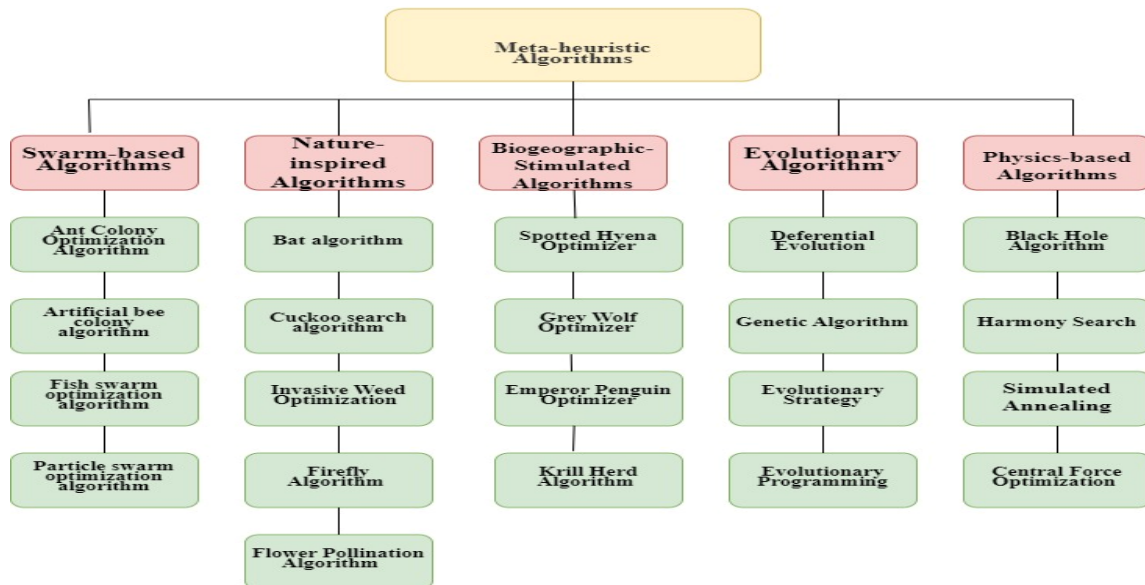 Meta-heuristic
Algorithms
Swarm-based
Algorithms
Nature-
inspired
Algorithms
Biogeographic-
Stimulated
Algorithms
Evolutionary
Algorithm
Physics-based
Algorithms
Ant Colony
Optimization
Algorithm
Bat algorithm
Spotted Hyena
Optimizer
Deferential
Evolution
Black Hole
Algorithm
Artificial bee
colony
algorithm
Cuckoo search
algorithm
Grey Wolf
Optimizer
Genetic Algorithm
Harmony Search
Fish swarm
optimization
algorithm
Invasive Weed
Optimization
Emperor Penguin
Optimizer
Evolutionary
Strategy
Simulated
Annealing
Particle swarm
optimization
algorithm
Firefly
Algorithm
Krill Herd
Algorithm
Evolutionary
Programming
Central Force
Optimization
Flower Pollination
Algorithm